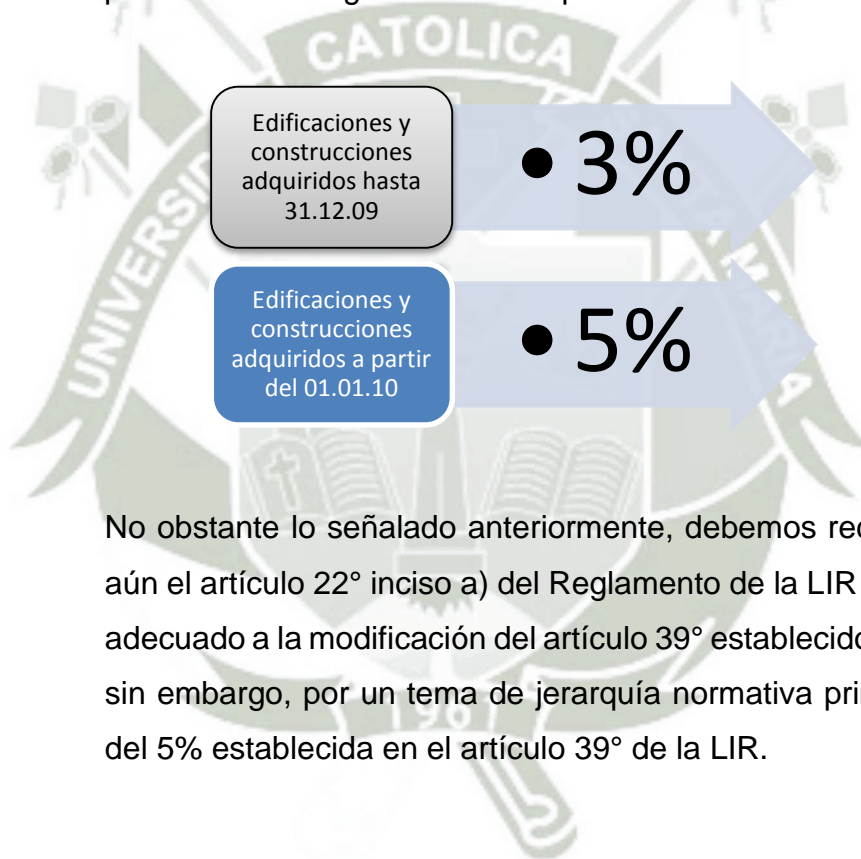 CATOLICA
Edificaciones y
construcciones
adquiridos hasta
31.12.09
• 3%
Edificaciones y
construcciones
adquiridos a partir
del 01.01.10
• 5%
No obstante lo señalado anteriormente, debemos
aún el artículo 22° inciso a) del Reglamento de la LIR
adecuado a la modificación del artículo 39°
sin embargo, por un tema de jerarquía normativa
del 5% establecida en el artículo 39° de la LIR.